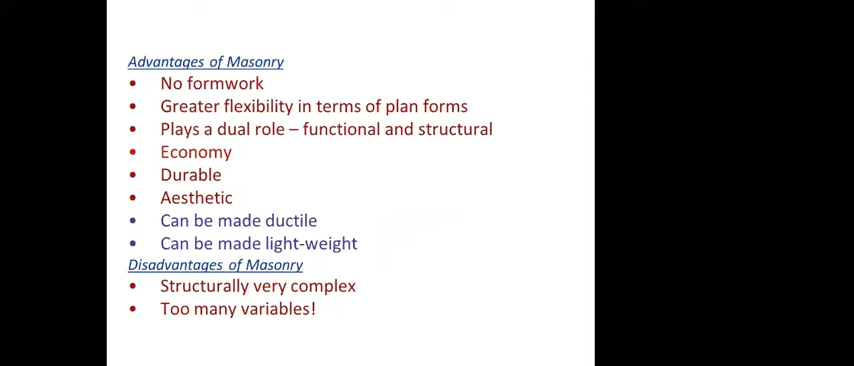 Advantages of Masonry
• No formwork
• Greater flexibility in terms of plan forms
• Plays a dual role – functional and structural
• Economy
• Durable
• Aesthetic
• Can be made ductile
• Can be made light-weight
Disadvantages of Masonry
• Structurally very complex
• Too many variables!